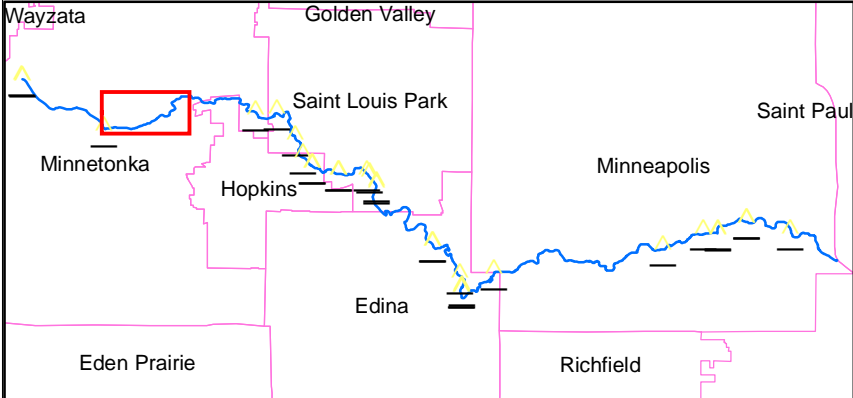 Wayzata
Golden Valley
Saint Louis Park
Saint Paul
Minnetonka
Minneapolis
Hopkins
Edina
Eden Prairie
Richfield